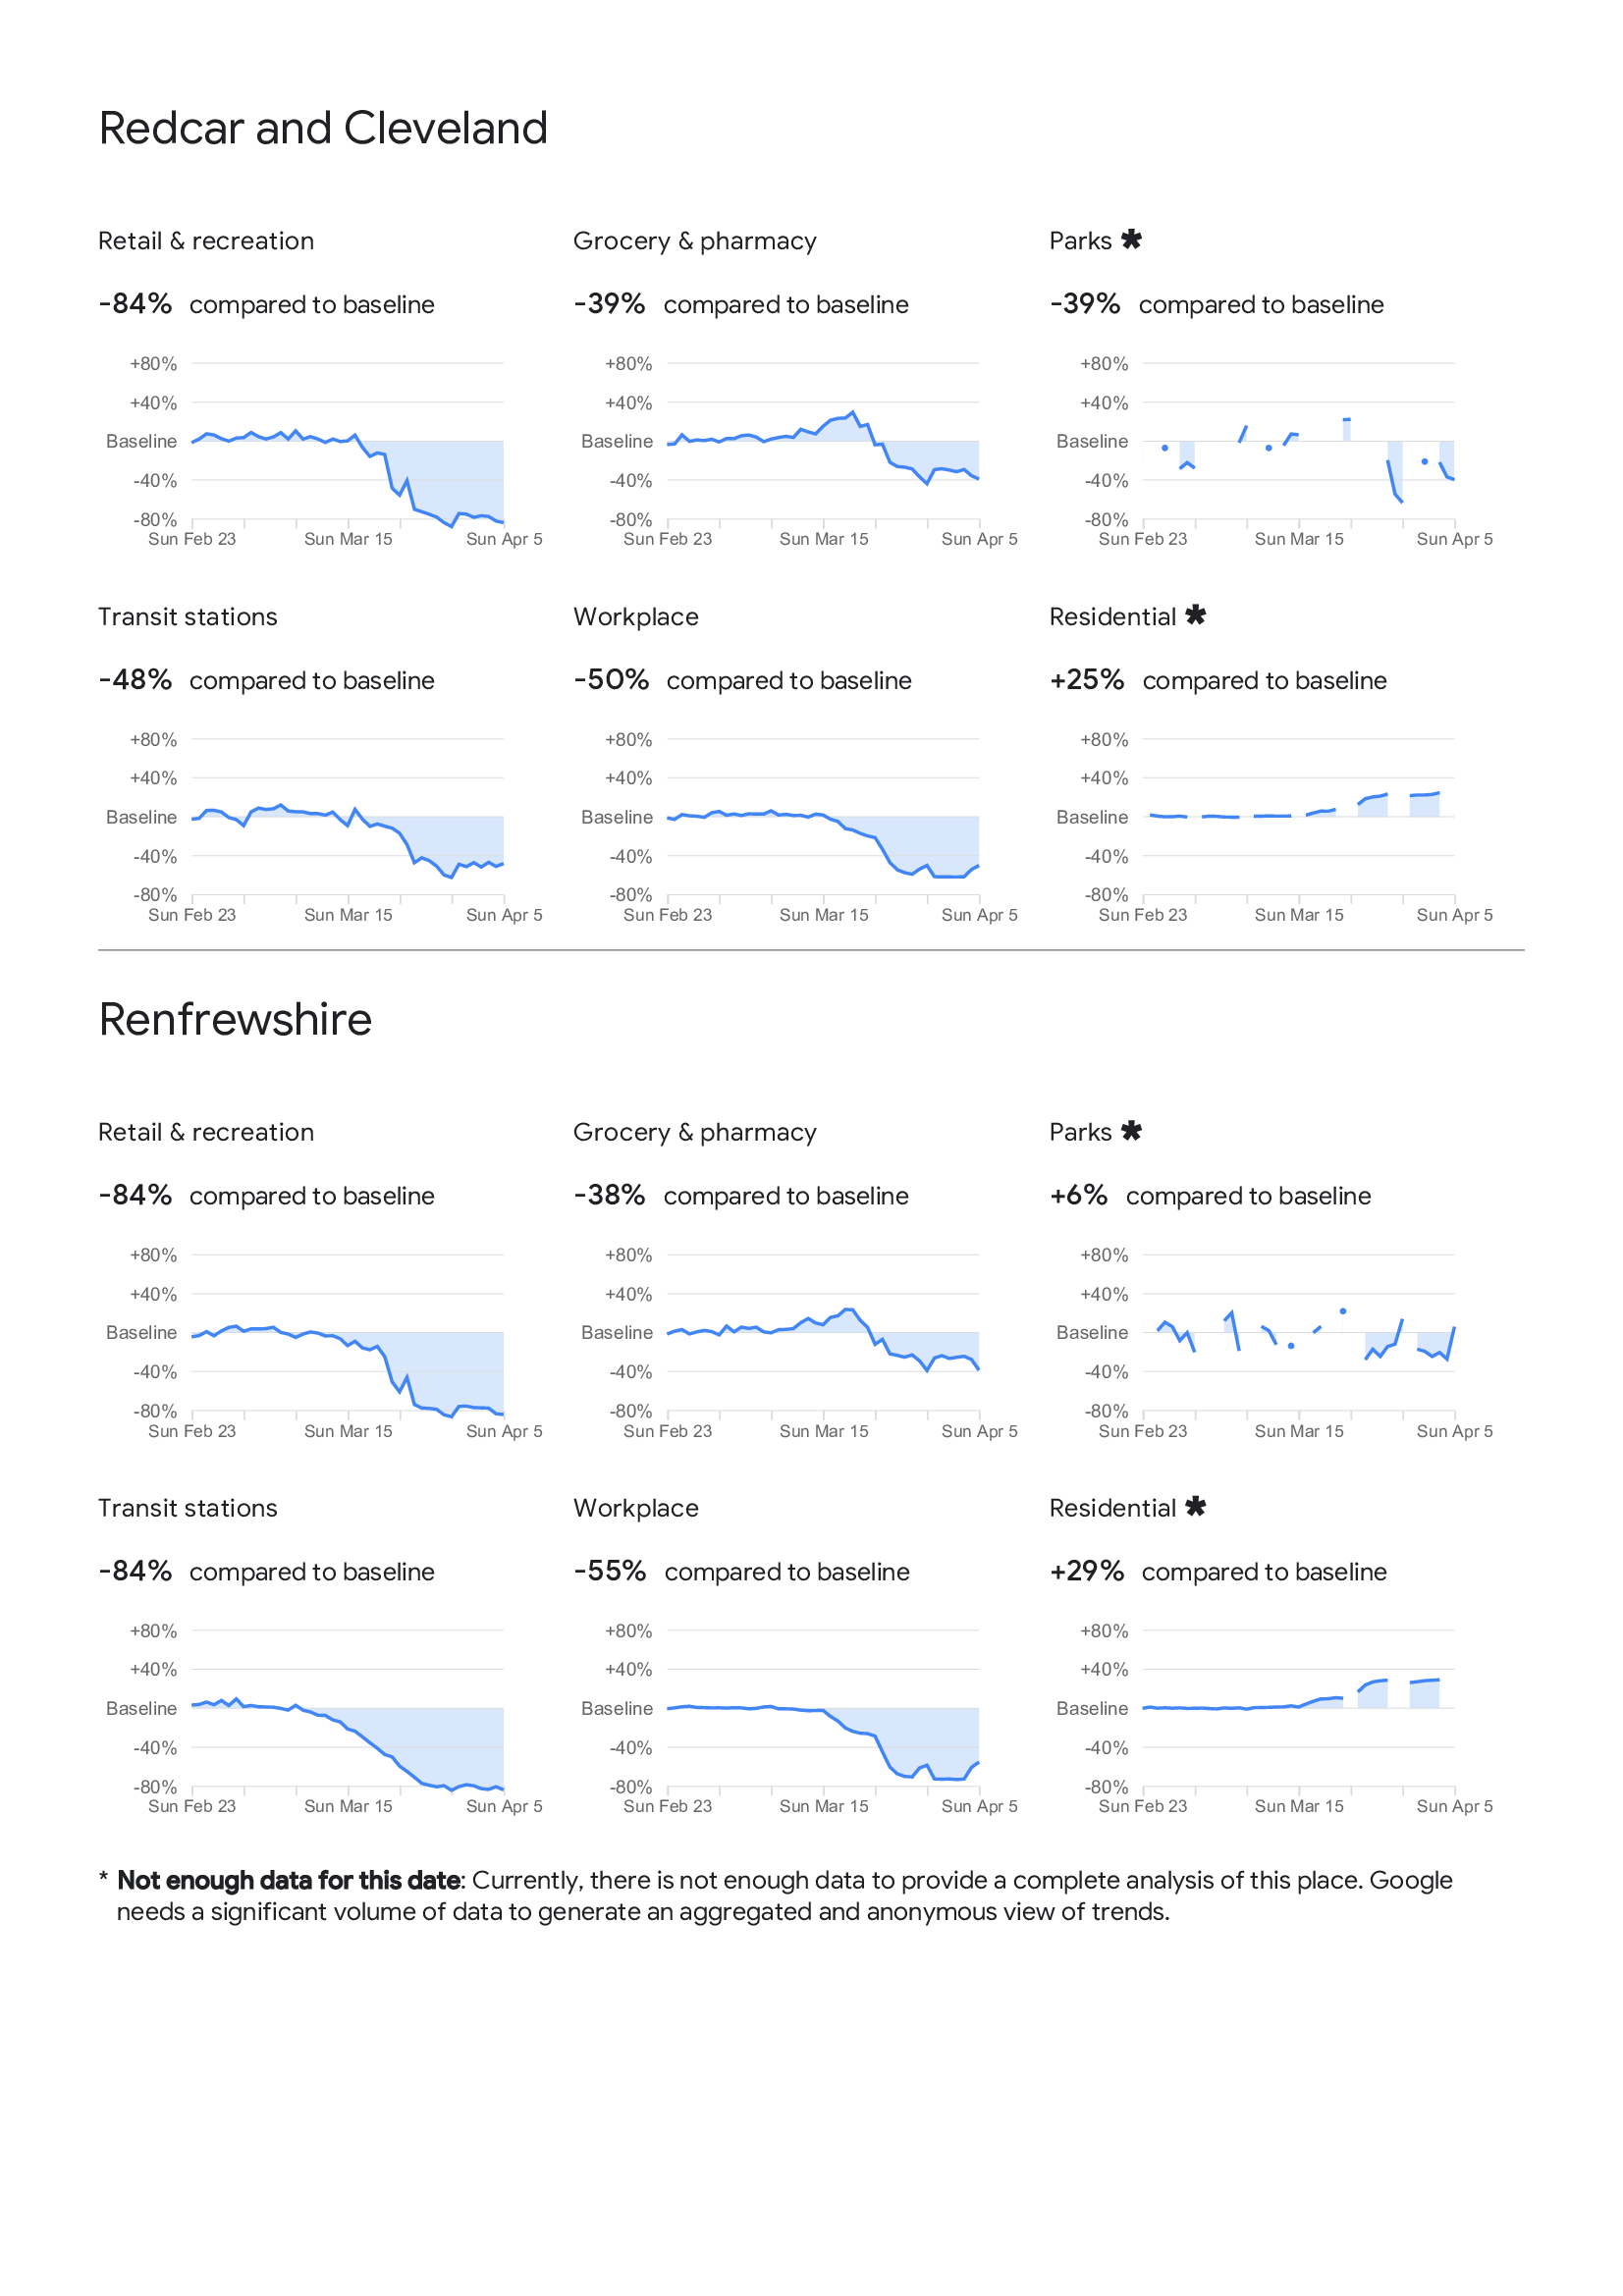 Redcar and Cleveland
Retail & recreation
-84% compared to baseline
+80%
+40%
Baseline
-40%
-80%
Sun Feb 23 Sun Mar 15 Sun Apr 5
Grocery & pharmacy
-39% compared to baseline
+80%
+40%
Baseline
-40%
-80%
Sun Feb 23 Sun Mar 15 Sun Apr 5
Parks *
-39% compared to baseline
+80%
+40%
Baseline
-40%
-80%
Sun Feb 23 Sun Mar 15 Sun Apr 5
Transit stations
-48% compared to baseline
+80%
+40%
Baseline
-40%
-80%
Sun Feb 23 Sun Mar 15 Sun Apr 5
Workplace
-50% compared to baseline
+80%
+40%
Baseline
-40%
-80%
Sun Feb 23 Sun Mar 15 Sun Apr 5
Residential *
+25% compared to baseline
+80%
+40%
Baseline
-40%
-80%
Sun Feb 23 Sun Mar 15 Sun Apr 5
Renfrewshire
Retail & recreation
-84% compared to baseline
+80%
+40%
Baseline
-40%
-80%
Sun Feb 23 Sun Mar 15 Sun Apr 5
Grocery & pharmacy
-38% compared to baseline
+80%
+40%
Baseline
-40%
-80%
Sun Feb 23 Sun Mar 15 Sun Apr 5
Parks *
+6% compared to baseline
+80%
+40%
Baseline
-40%
-80%
Sun Feb 23 Sun Mar 15 Sun Apr 5
Transit stations
-84% compared to baseline
+80%
+40%
Baseline
-40%
-80%
Sun Feb 23 Sun Mar 15 Sun Apr 5
Workplace
-55% compared to baseline
+80%
+40%
Baseline
-40%
-80%
Sun Feb 23 Sun Mar 15 Sun Apr 5
Residential *
+29% compared to baseline
+80%
+40%
Baseline
-40%
-80%
Sun Feb 23 Sun Mar 15 Sun Apr 5
* Not enough data for this date: Currently, there is not enough data to provide a complete analysis of this place. Google
needs a significant volume of data to generate an aggregated and anonymous view of trends.